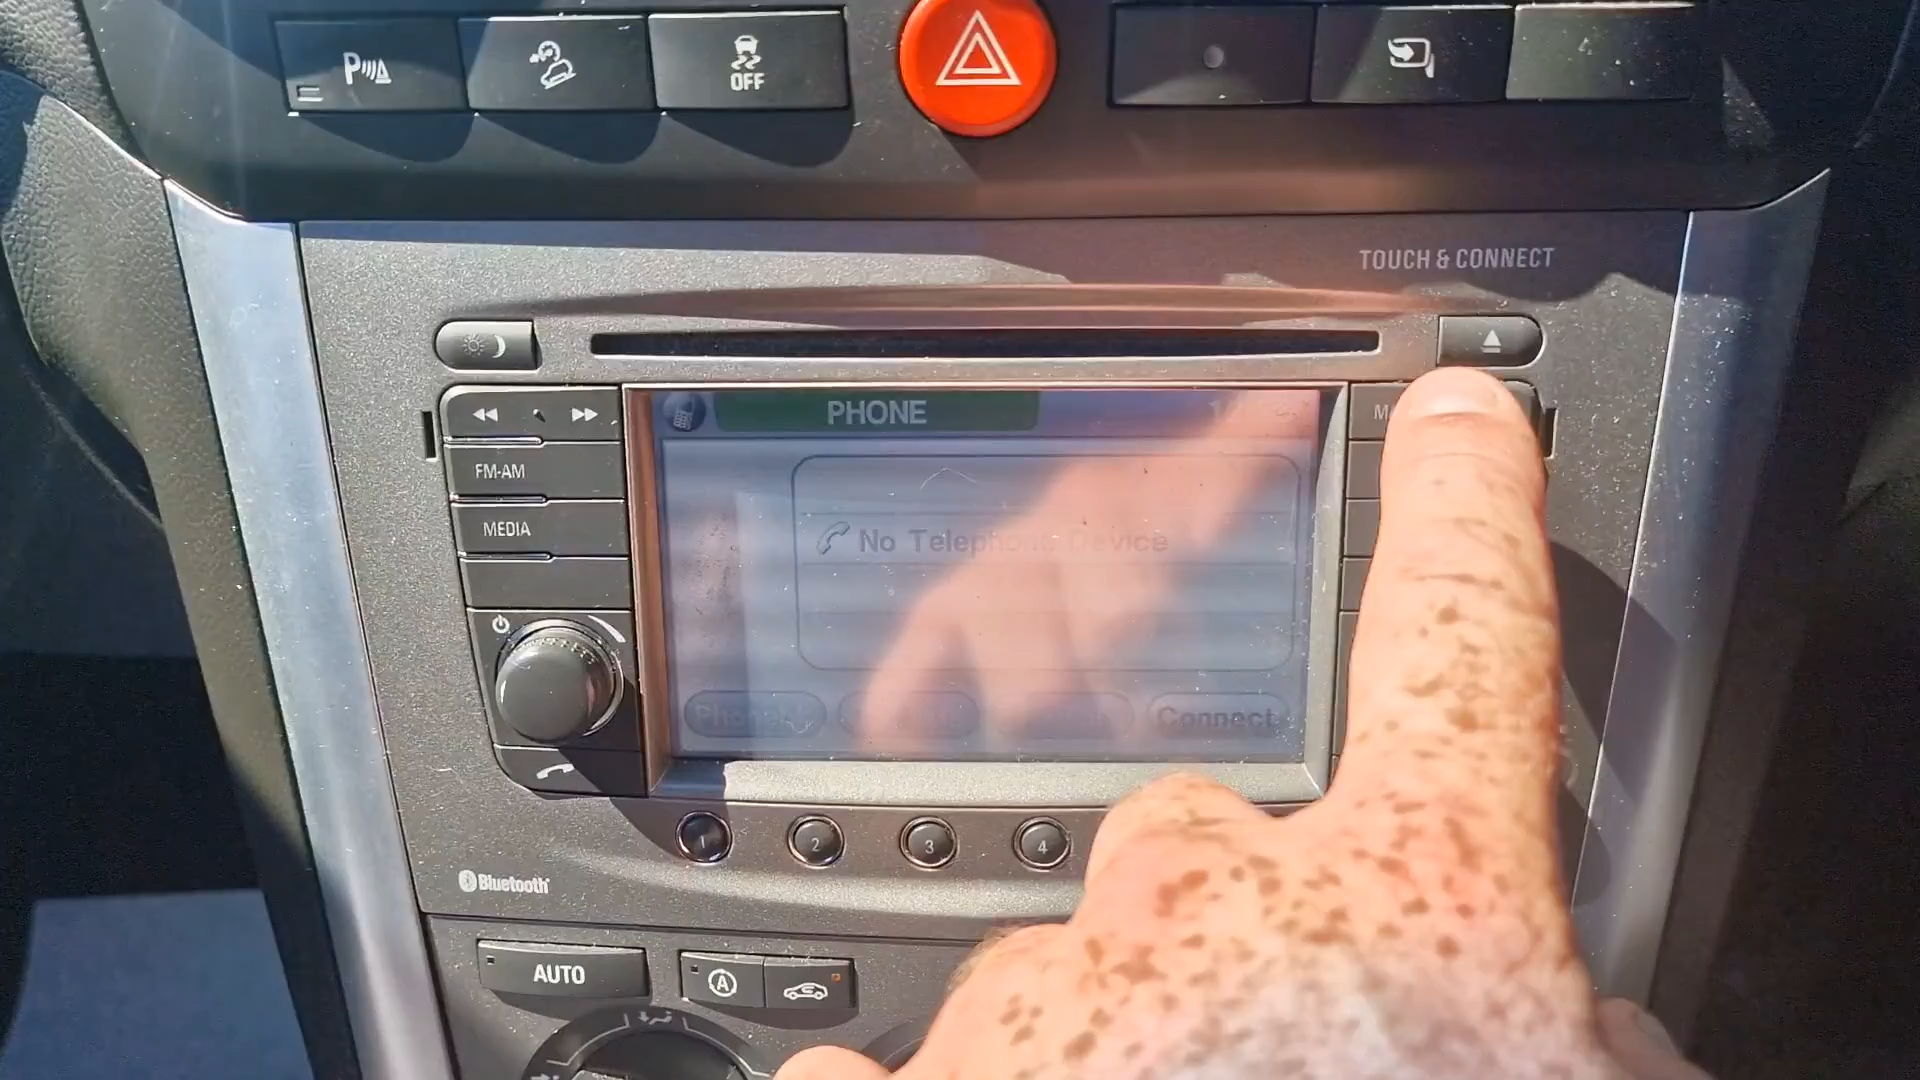 P
OFF
TOUCH & CONNECT
PHONE
FM-AM
No Telephone Device
MEDIA
Connect
1
2
3
4
Bluetooth
AUTO
A